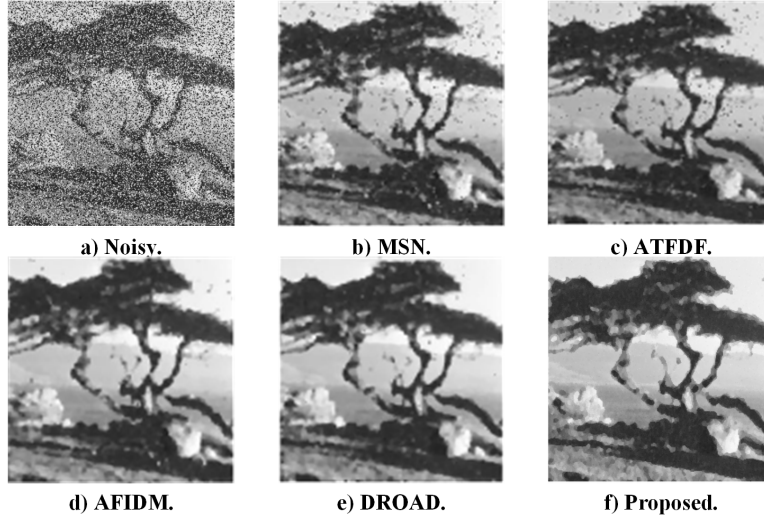 a) Noisy.
b) MSN.
c) ATFDF.
d) AFIDM.
e) DROAD.
f) Proposed.